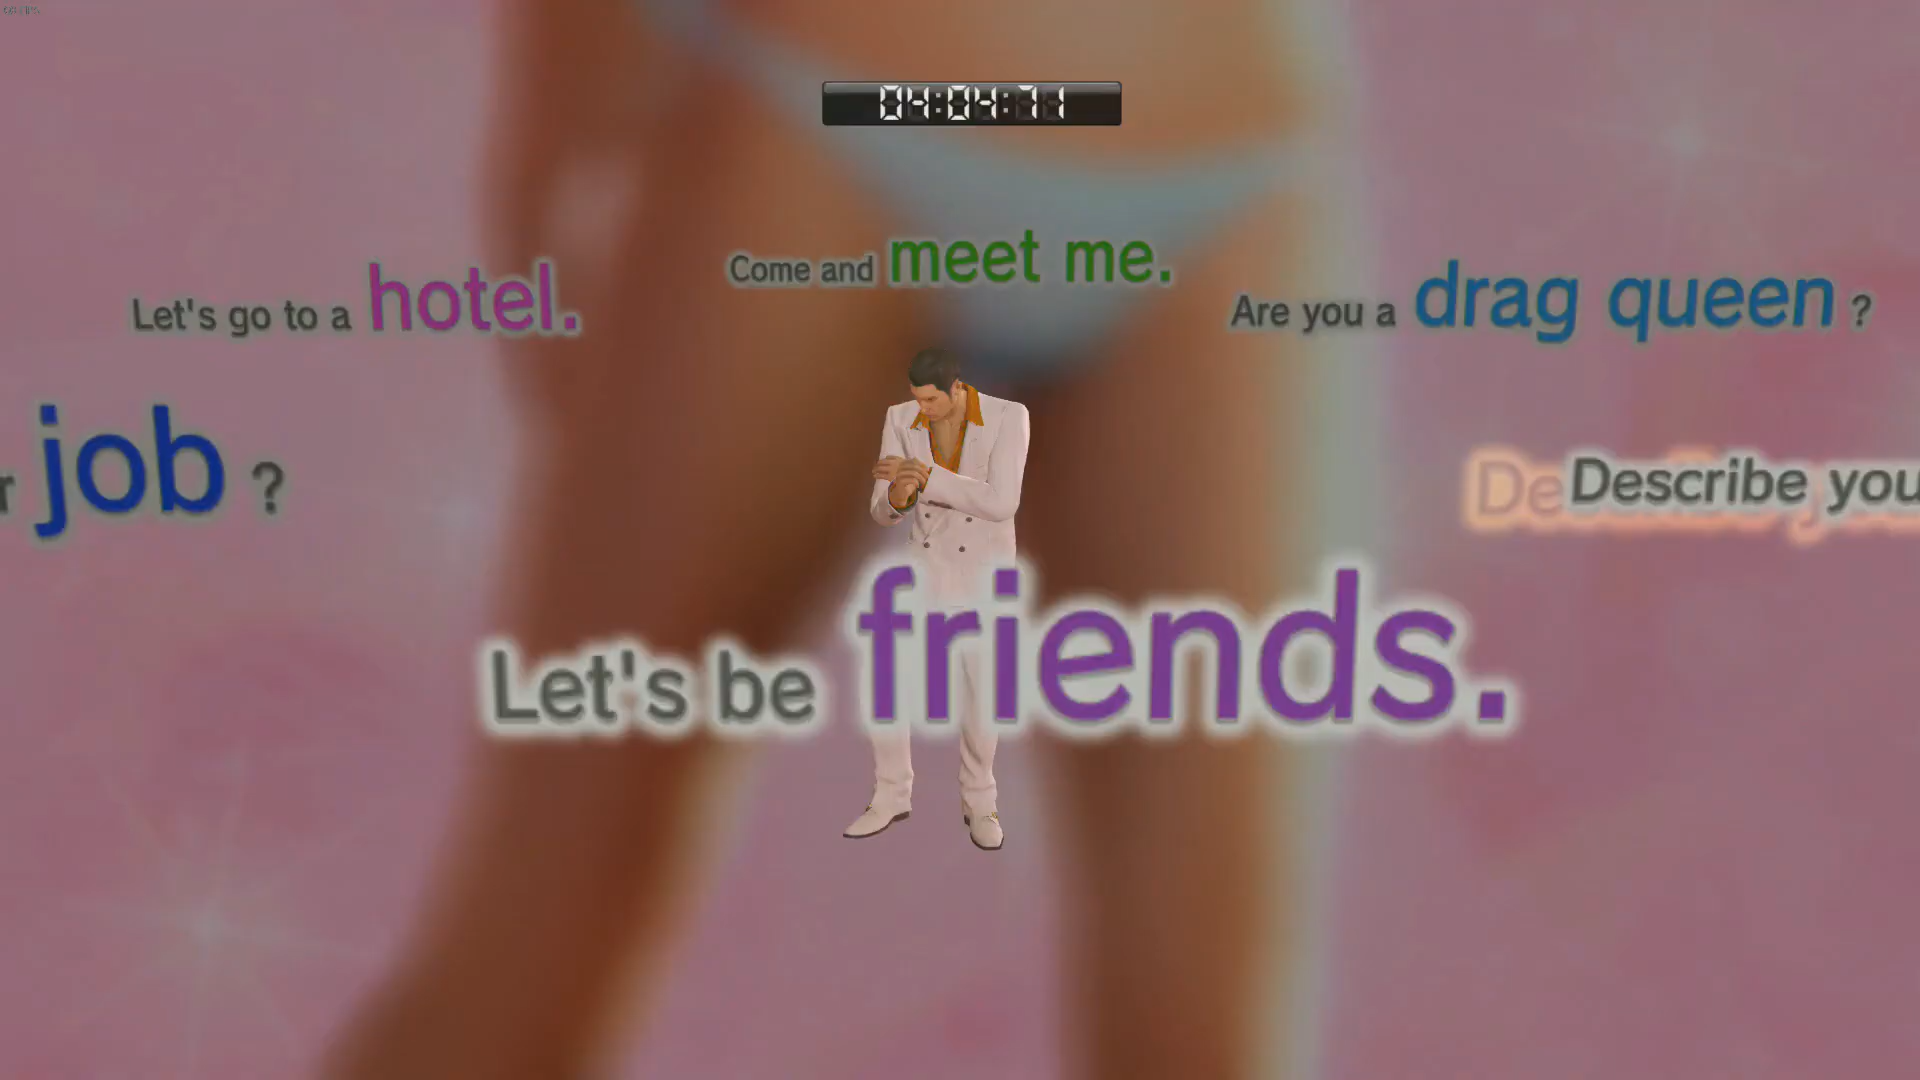 04:04:71
Come and meet me.
Let's go to a hotel.
Are you a drag queen ?
job ?
Describe you
Let's be friends.